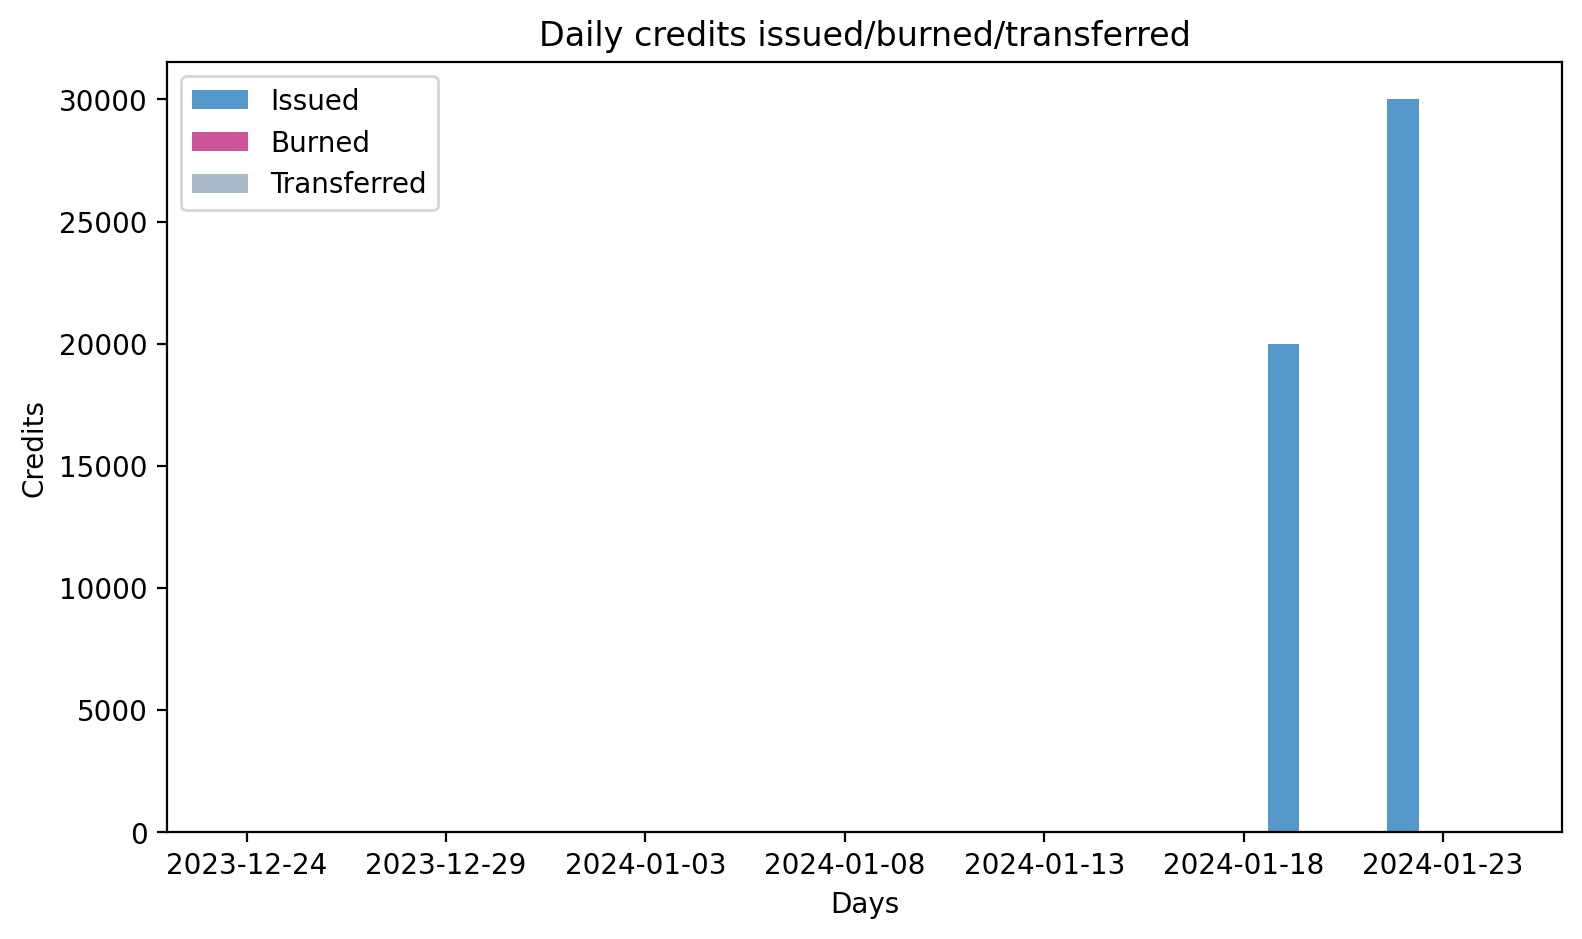 Daily credits issued/burned/transferred
Issued
Burned
Transferred
30000
25000
20000
15000
10000
5000
0
Credits
2023-12-24 2023-12-29 2024-01-03 2024-01-08 2024-01-13 2024-01-18 2024-01-23
Days